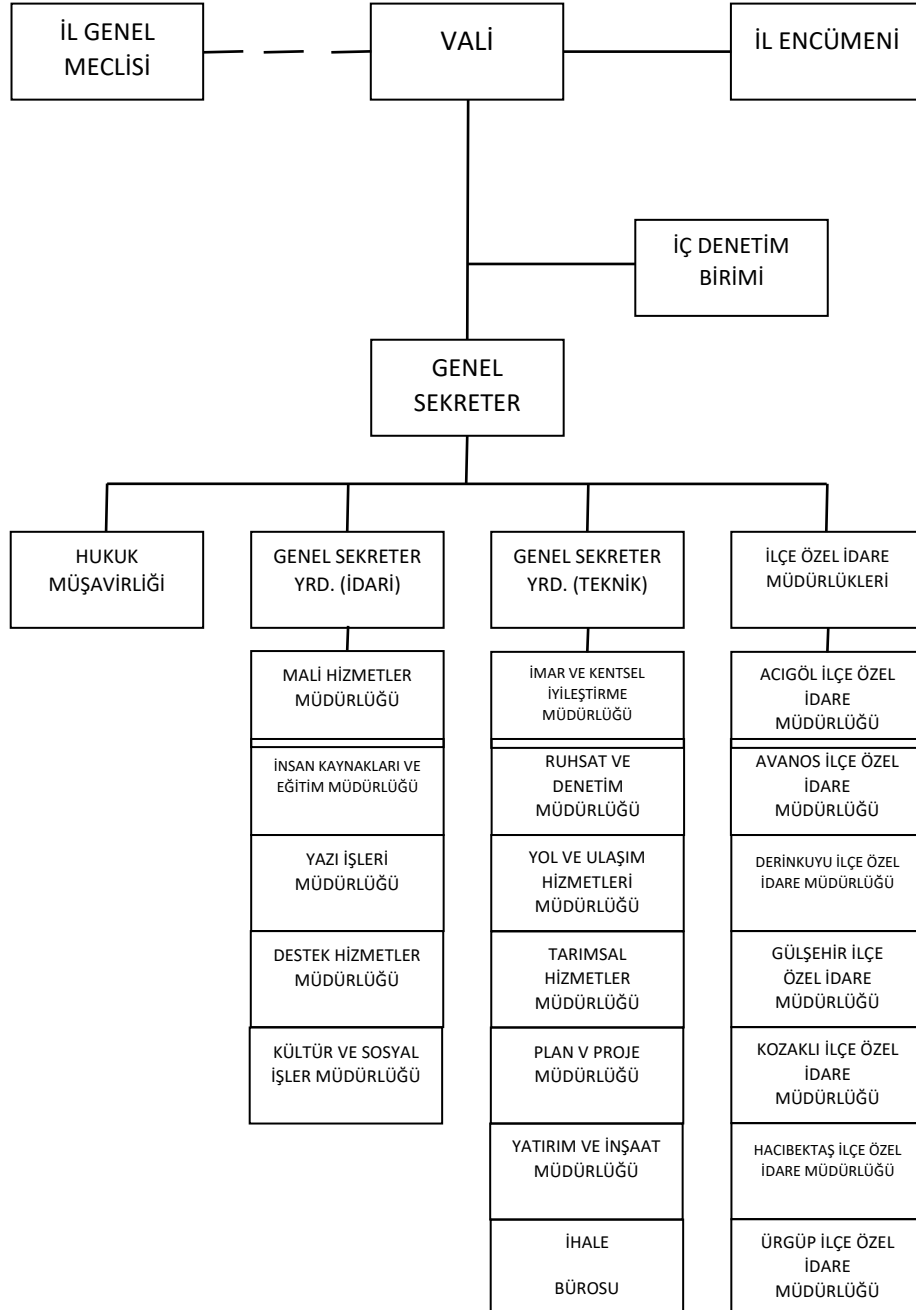 İL GENEL
MECLİSİ
VALİ
İL ENCÜMENİ
İÇ DENETİM
BİRİMİ
GENEL
SEKRETER
HUKUK
MÜŞAVİRLİĞİ
GENEL SEKRETER
YRD. (İDARİ)
GENEL SEKRETER
YRD. (TEKNİK)
İLÇE ÖZEL İDARE
MÜDÜRLÜKLERİ
MALİ HİZMETLER
MÜDÜRLÜĞÜ
İNSAN KAYNAKLARI VE
EĞİTİM MÜDÜRLÜĞÜ
YAZI İŞLERİ
MÜDÜRLÜĞÜ
DESTEK HİZMETLER
MÜDÜRLÜĞÜ
KÜLTÜR VE SOSYAL
İŞLER MÜDÜRLÜĞÜ
İMAR VE KENTSEL
İYİLEŞTİRME
MÜDÜRLÜĞÜ
RUHSAT VE
DENETİM
MÜDÜRLÜĞÜ
YOL VE ULAŞIM
HİZMETLERİ
MÜDÜRLÜĞÜ
TARIMSAL
HİZMETLER
MÜDÜRLÜĞÜ
PLAN V PROJE
MÜDÜRLÜĞÜ
YATIRIM VE İNŞAAT
MÜDÜRLÜĞÜ
İHALE
BÜROSU
ACIGÖL İLÇE ÖZEL
İDARE
MÜDÜRLÜĞÜ
AVANOS İLÇE ÖZEL
İDARE
MÜDÜRLÜĞÜ
DERİNKUYU İLÇE ÖZEL
İDARE MÜDÜRLÜĞÜ
GÜLŞEHİR İLÇE
ÖZEL İDARE
MÜDÜRLÜĞÜ
KOZAKLI İLÇE ÖZEL
İDARE
MÜDÜRLÜĞÜ
HACIBEKTAŞ İLÇE ÖZEL
İDARE MÜDÜRLÜĞÜ
ÜRGÜP İLÇE ÖZEL
İDARE
MÜDÜRLÜĞÜ